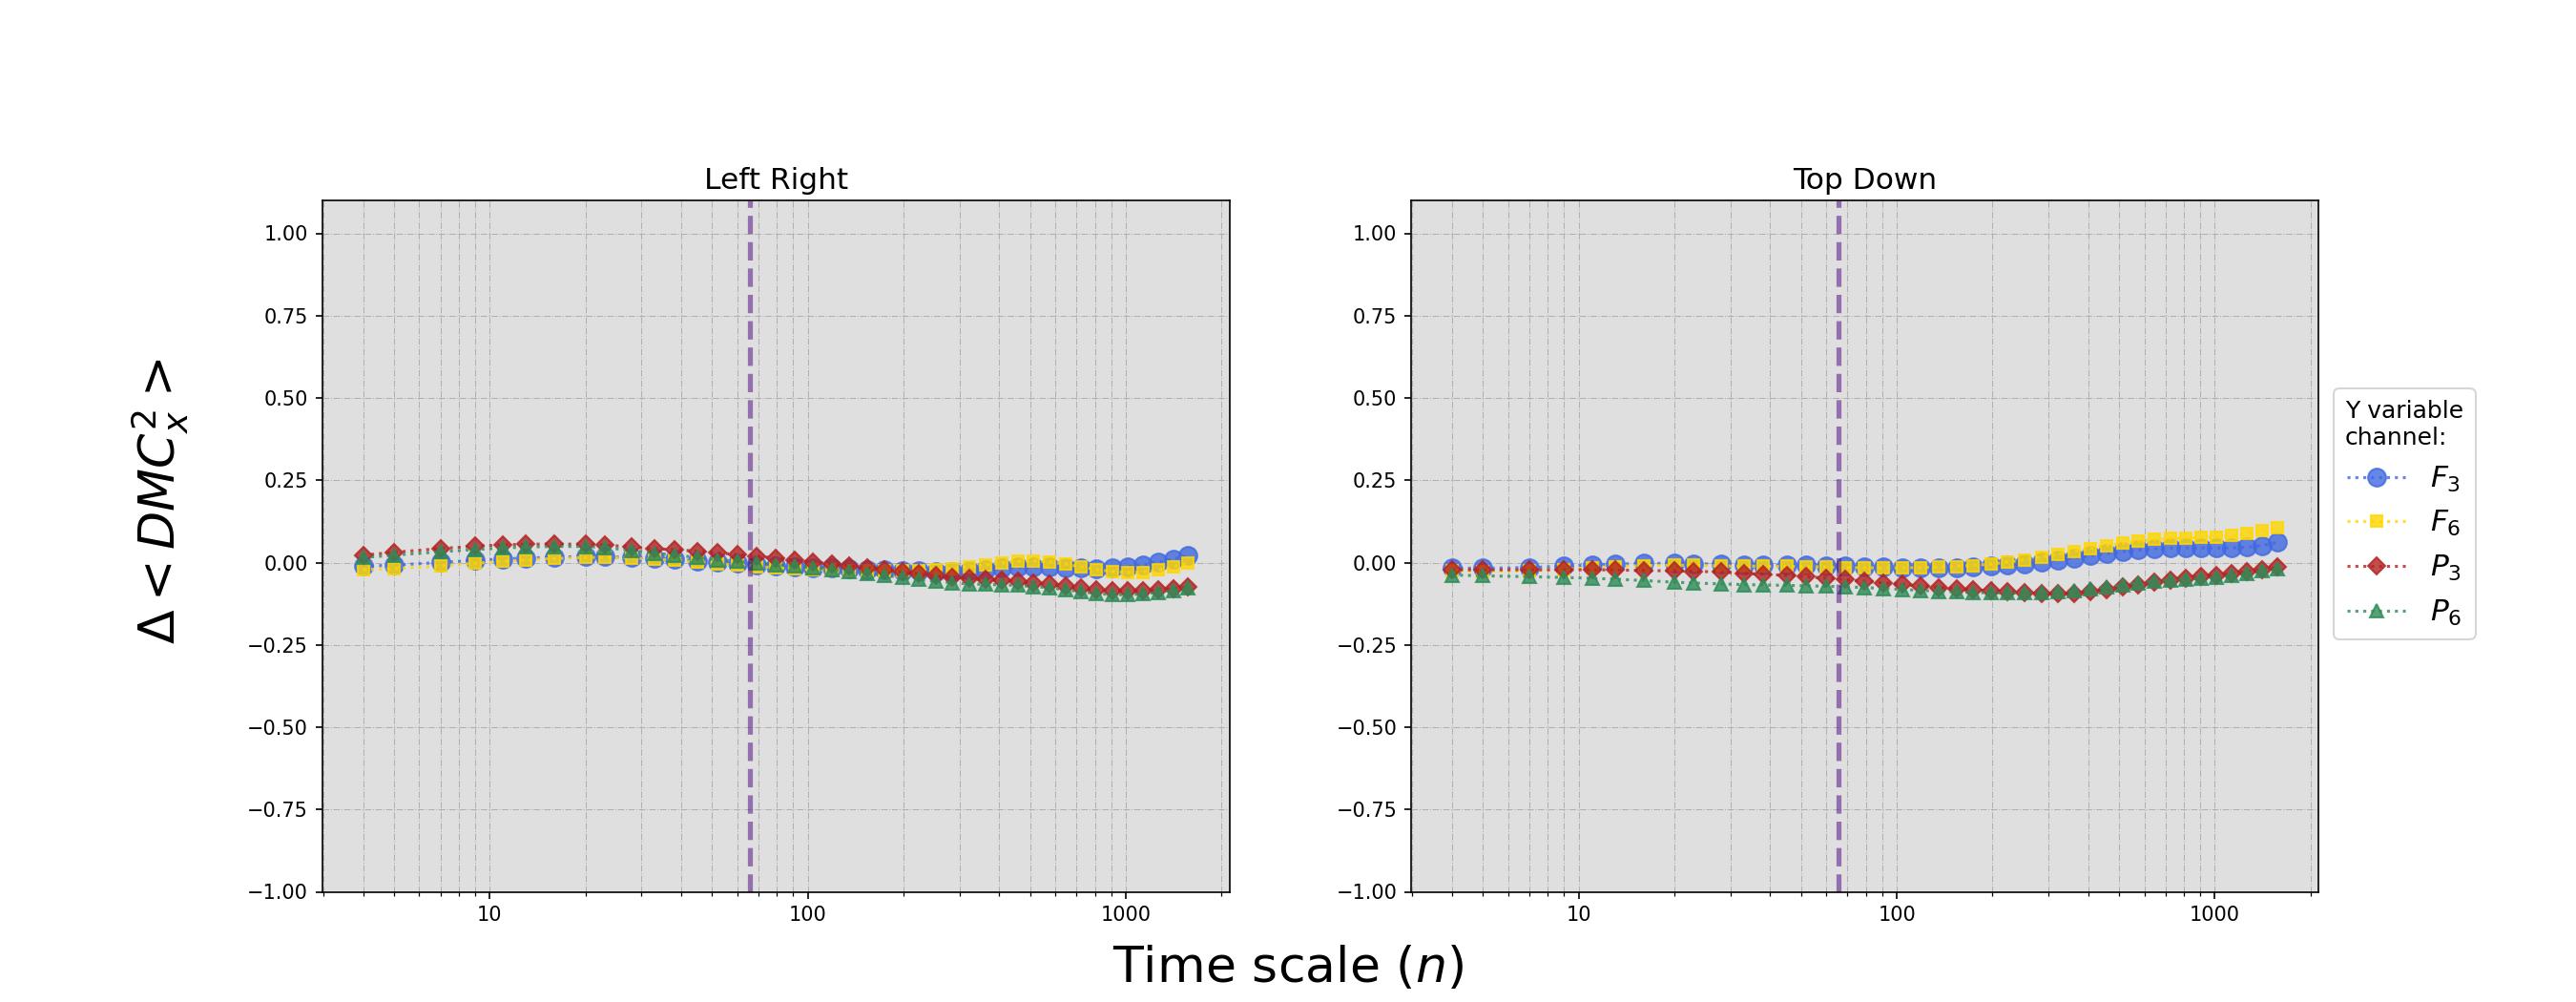 Left Right
Top Down
Δ < DMC²ₓ >
1.00
0.75
0.50
0.25
0.00
−0.25
−0.50
−0.75
−1.00
10 100 1000
1.00
0.75
0.50
0.25
0.00
−0.25
−0.50
−0.75
−1.00
10 100 1000
Time scale (n)
Y variable
channel:
F₃
F₆
P₃
P₆